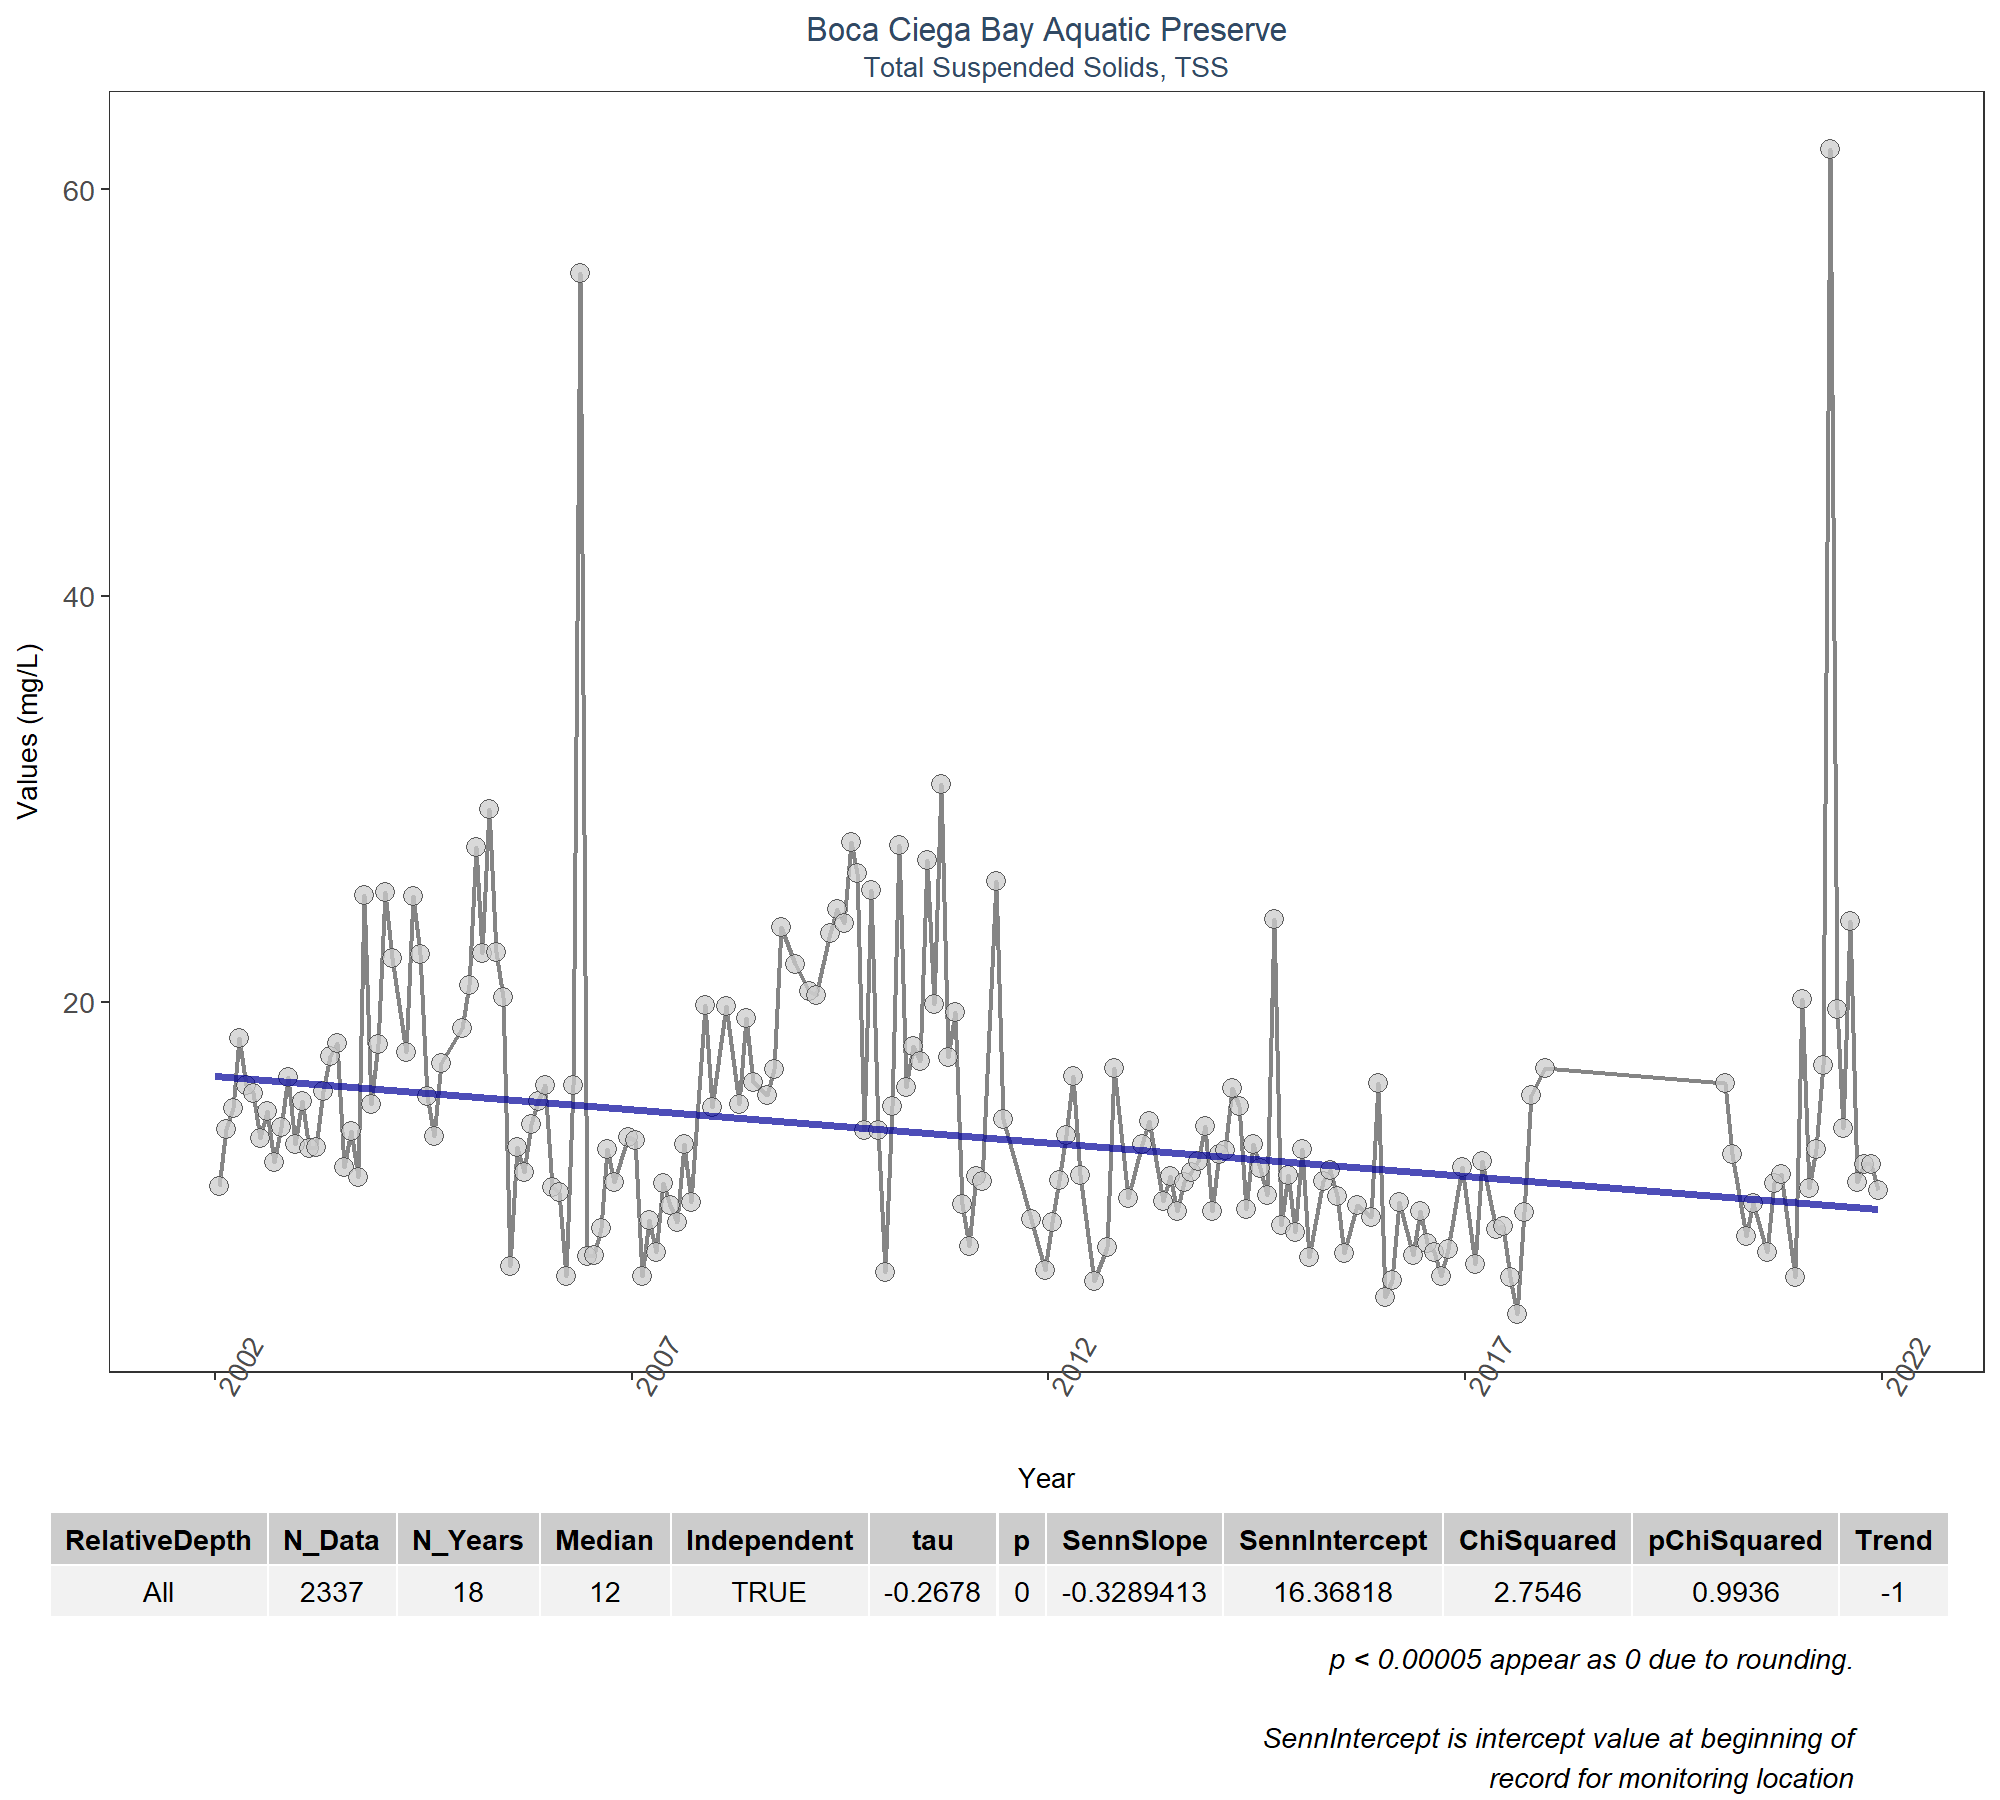 Boca Ciega Bay Aquatic Preserve
Total Suspended Solids, TSS
60
40
20
Values (mg/L)
2002
2007
2012
2017
2022
Year
RelativeDepth N_Data N_Years Median Independent tau p SennSlope SennIntercept ChiSquared pChiSquared Trend
All 2337 18 12 TRUE -0.2678 0 -0.3289413 16.36818 2.7546 0.9936 -1
p < 0.00005 appear as 0 due to rounding.
SennIntercept is intercept value at beginning of
record for monitoring location